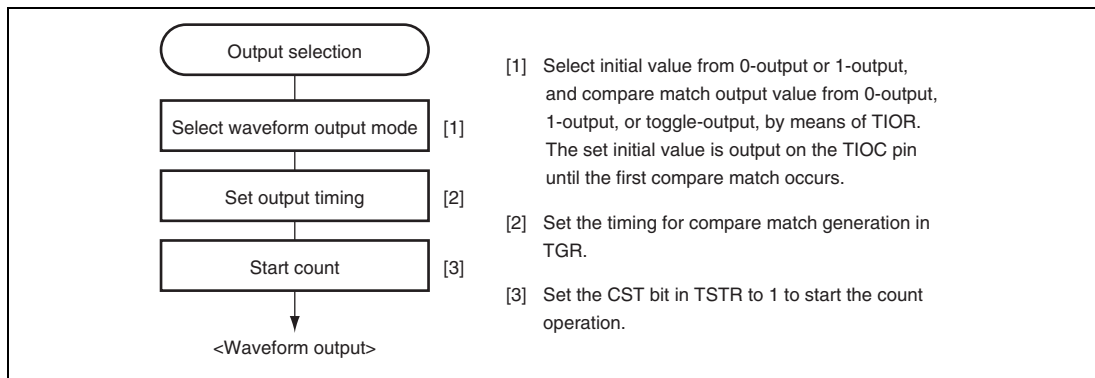 Output selection
Select waveform output mode [1]
Set output timing [2]
Start count [3]
<Waveform output>
[1] Select initial value from 0-output or 1-output,
and compare match output value from 0-output,
1-output, or toggle-output, by means of TIOR.
The set initial value is output on the TIOC pin
until the first compare match occurs.
[2] Set the timing for compare match generation in
TGR.
[3] Set the CST bit in TSTR to 1 to start the count
operation.